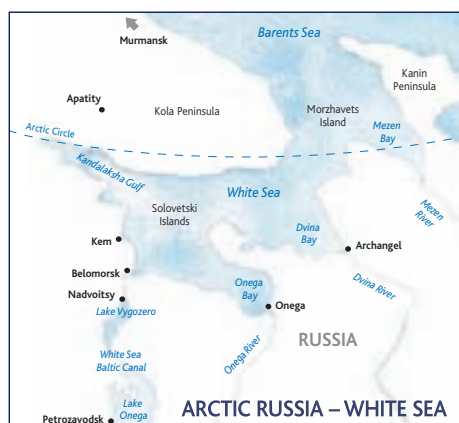 Barents Sea
Murmansk
Kanin
Peninsula
Apatity
Kola Peninsula
Morzhavets
Island
Arctic Circle
Mezen
Bay
Kandalaksha Gulf
White Sea
Solovetski
Islands
Mezen
River
Kem
Dvina
Bay
Archangel
Belomorsk
Dvina River
Nadvoitsy
Onega
Bay
Onega
Lake Vygozero
RUSSIA
Onega River
White Sea
Baltic Canal
Lake
Onega
ARCTIC RUSSIA – WHITE SEA
Petrozavodsk